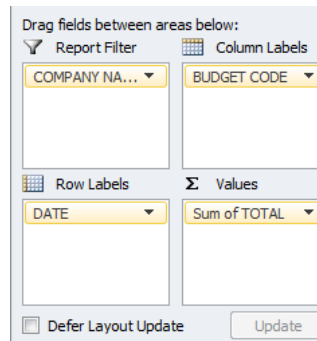 Drag fields between areas below:
Report Filter
Column Labels
COMPANY NA...
BUDGET CODE
Row Labels
Σ Values
DATE
Sum of TOTAL
Defer Layout Update
Update